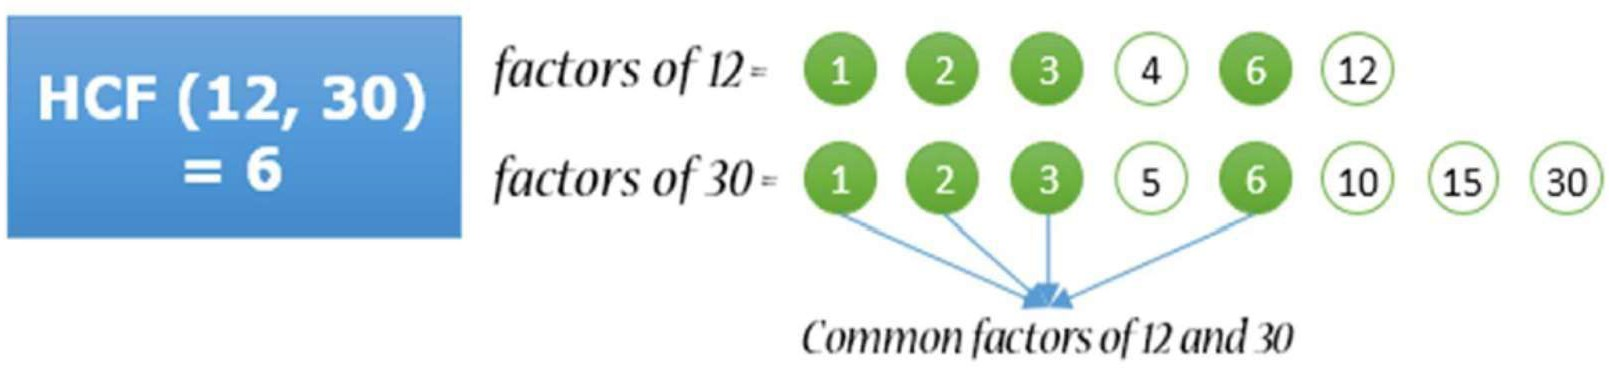 HCF (12, 30)
= 6
factors of 12 = 1 2 3 4 6 12
factors of 30 = 1 2 3 5 6 10 15 30
Common factors of 12 and 30